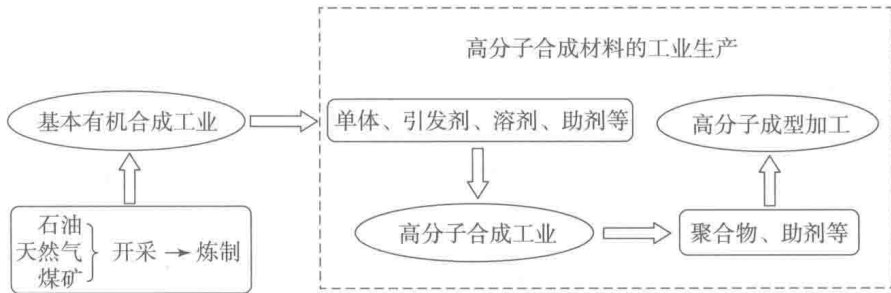 高分子合成材料的工业生产
基本有机合成工业
单体、引发剂、溶剂、助剂等
高分子成型加工
石油
天然气
煤矿
开采→炼制
高分子合成工业
聚合物、助剂等